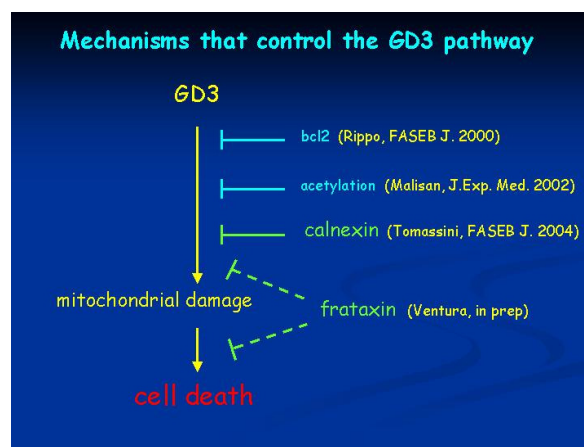 Mechanisms that control the GD3 pathway
GD3
bcl2 (Rippo, FASEB J. 2000)
acetylation (Malisan, J.Exp. Med. 2002)
calnexin (Tomassini, FASEB J. 2004)
mitochondrial damage
frataxin (Ventura, in prep)
cell death